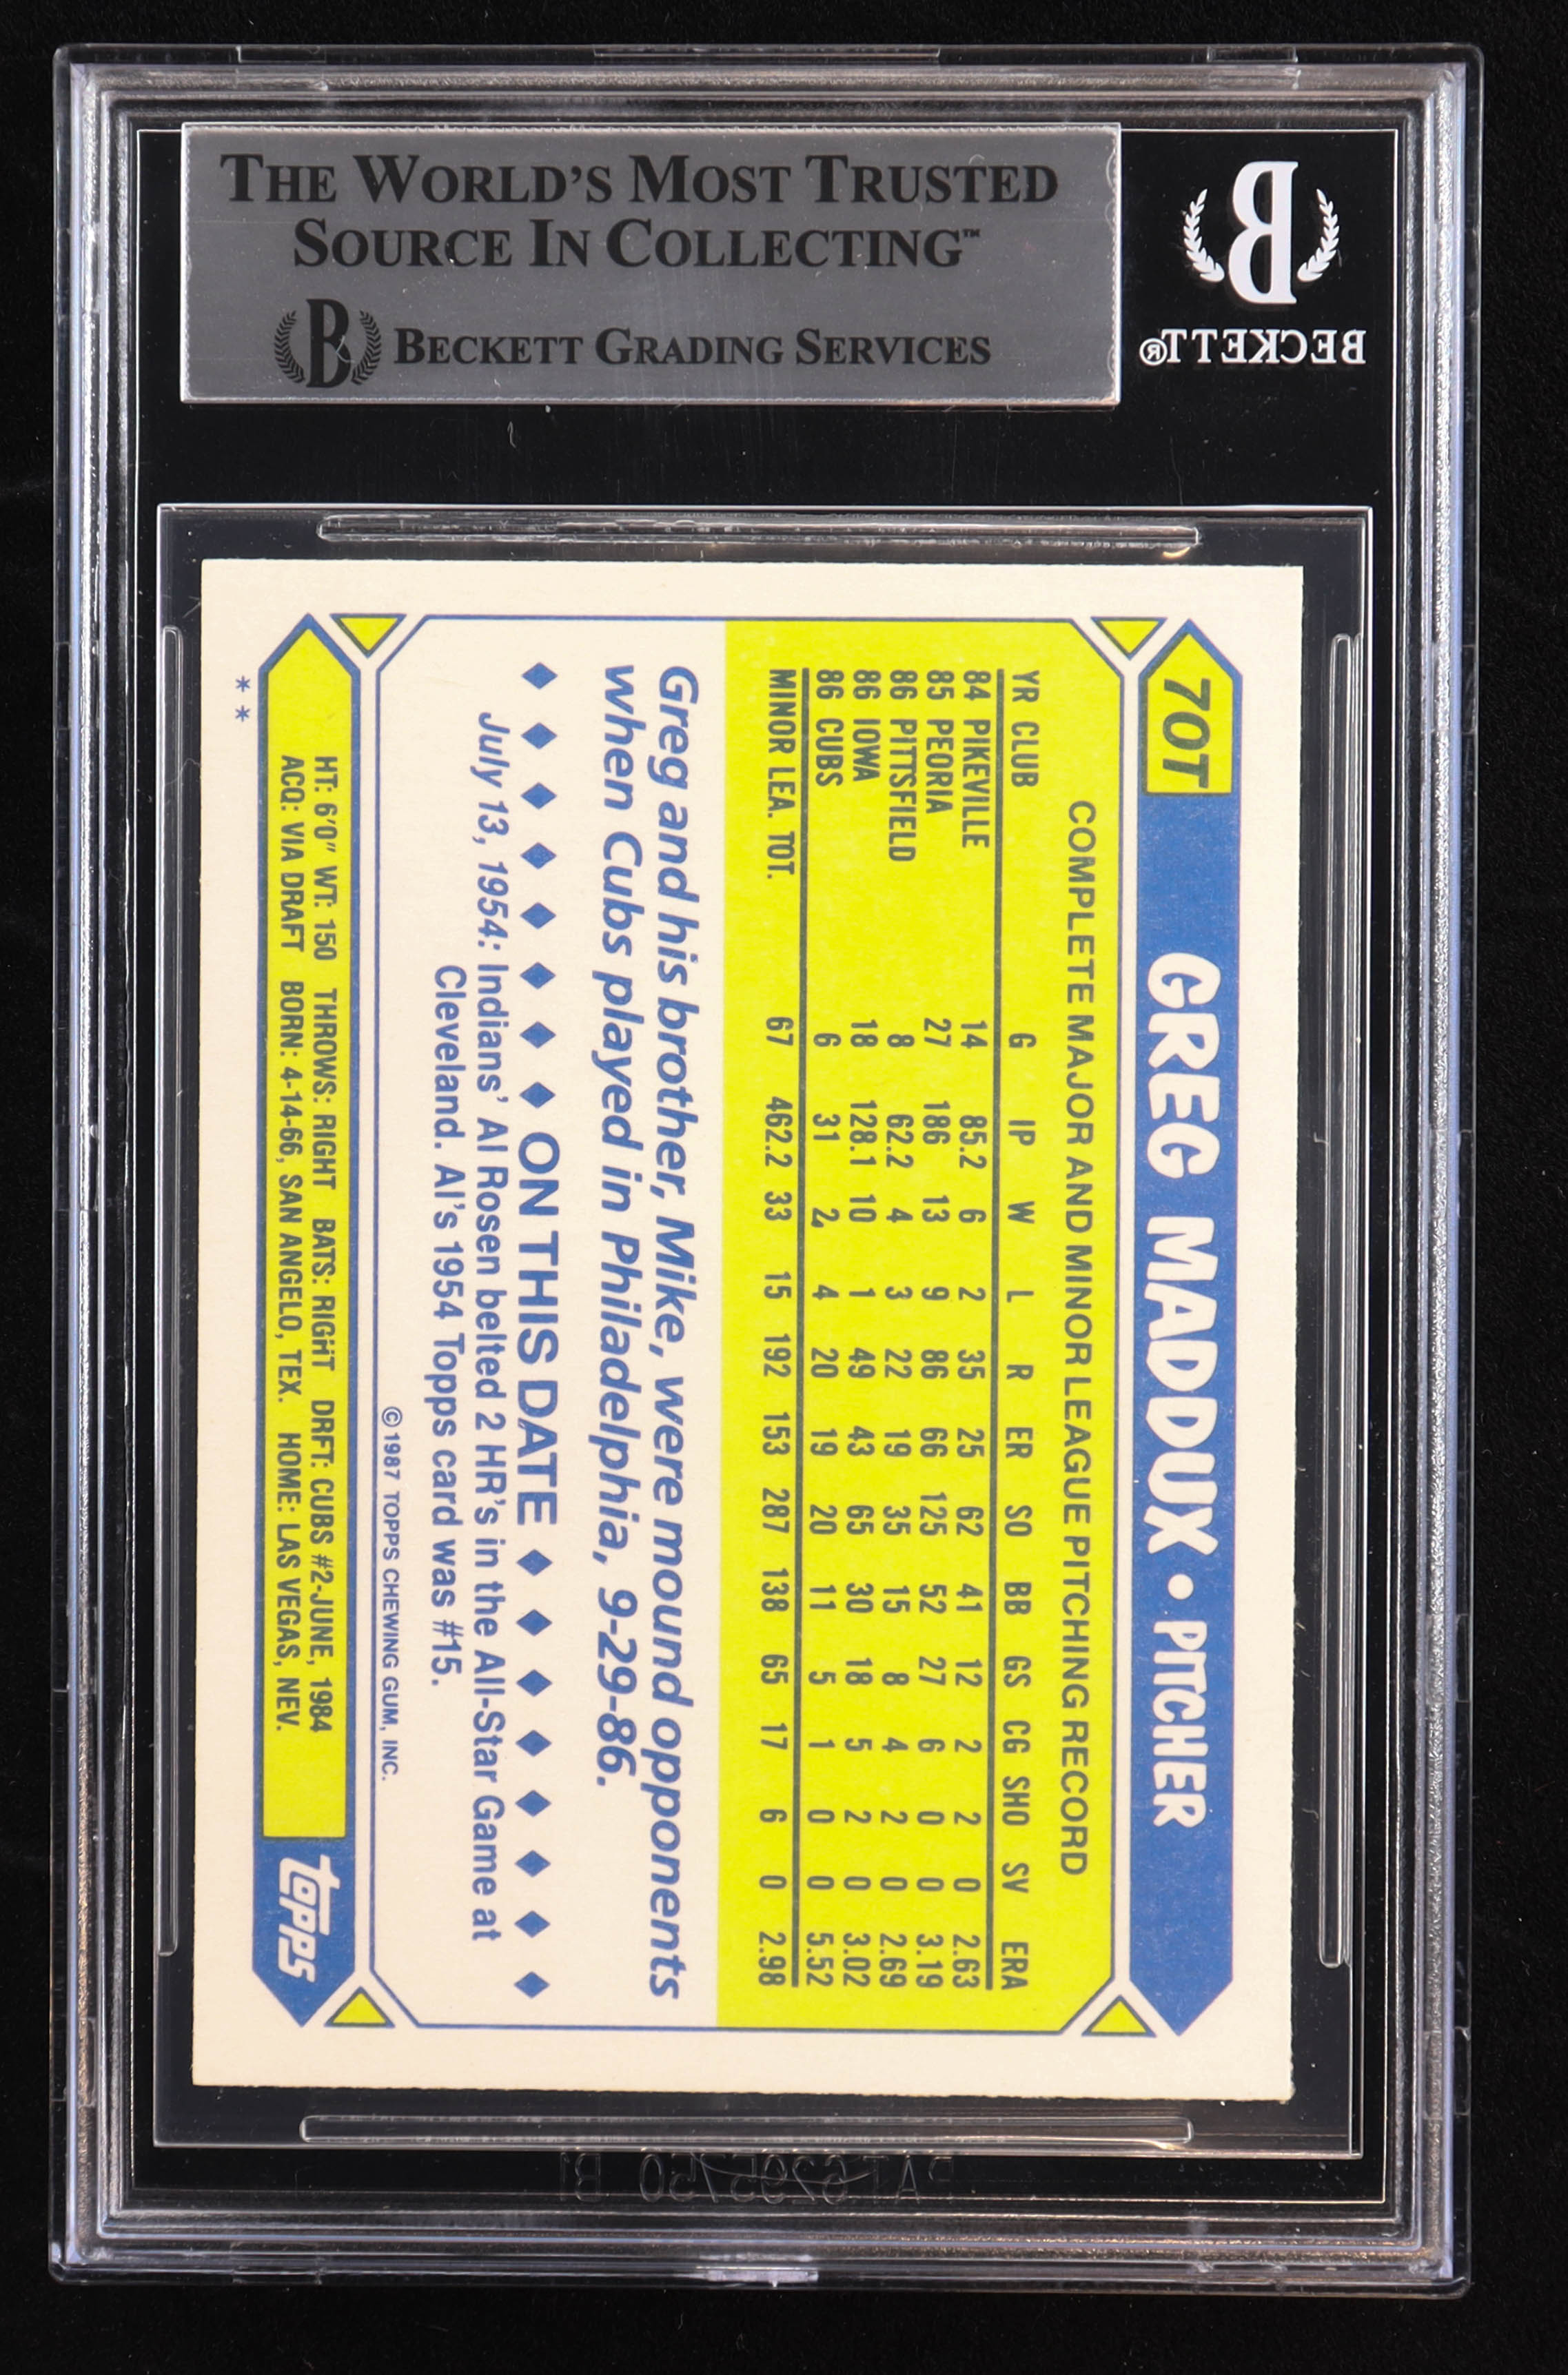 THE WORLD'S MOST TRUSTED
SOURCE IN COLLECTING™
B BECKETT GRADING SERVICES
B
BECKETT®
70T GREG MADDUX • PITCHER
COMPLETE MAJOR AND MINOR LEAGUE PITCHING RECORD
YR CLUB G IP W L R ER SO BB GS CG SHO SV ERA
84 PIKEVILLE 14 85.2 6 2 35 25 62 41 12 2 2 0 2.63
85 PEORIA 27 186 13 9 86 66 125 52 27 6 0 0 3.19
86 PITTSFIELD 8 62.2 4 3 22 19 35 15 8 4 2 0 2.69
86 IOWA 18 128.1 10 1 49 43 65 30 18 5 2 0 3.02
86 CUBS 6 31 2 4 20 19 20 11 5 1 0 0 5.52
MINOR LEA. TOT. 67 462.2 33 15 192 153 287 138 65 17 6 0 2.98
Greg and his brother, Mike, were mound opponents
when Cubs played in Philadelphia, 9-29-86.
ON THIS DATE
July 13, 1954: Indians' Al Rosen belted 2 HR's in the All-Star Game at
Cleveland. Al's 1954 Topps card was #15.
©1987 TOPPS CHEWING GUM, INC.
HT: 6'0" WT: 150 THROWS: RIGHT BATS: RIGHT DRFT: CUBS #2-JUNE, 1984
ACQ: VIA DRAFT BORN: 4-14-66, SAN ANGELO, TEX. HOME: LAS VEGAS, NEV.
topps
**